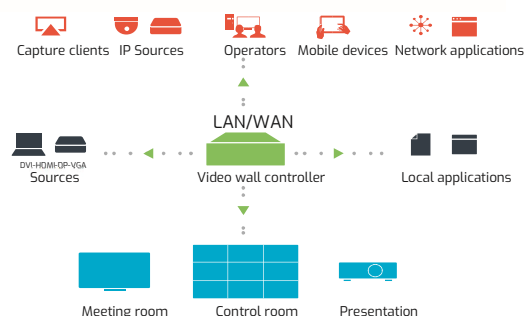 Capture clients IP Sources Operators Mobile devices Network applications
LAN/WAN
DVI-HDMI-DP-VGA
Sources Video wall controller Local applications
Meeting room Control room Presentation